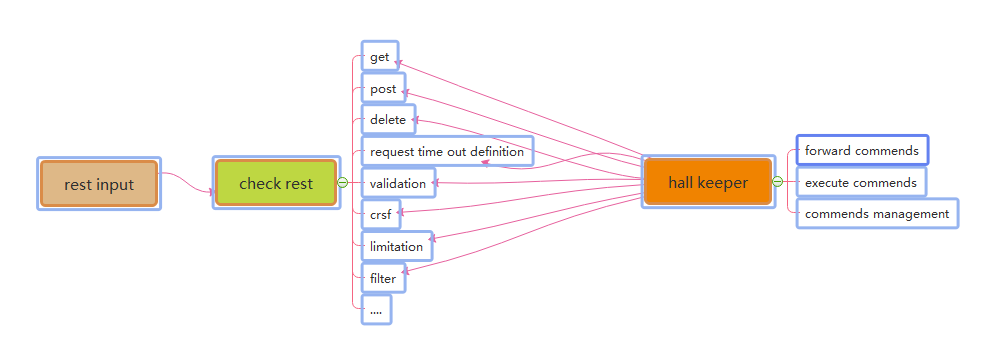 rest input
check rest
get
post
delete
request time out definition
validation
crsf
limitation
filter
....
hall keeper
forward commends
execute commends
commends management